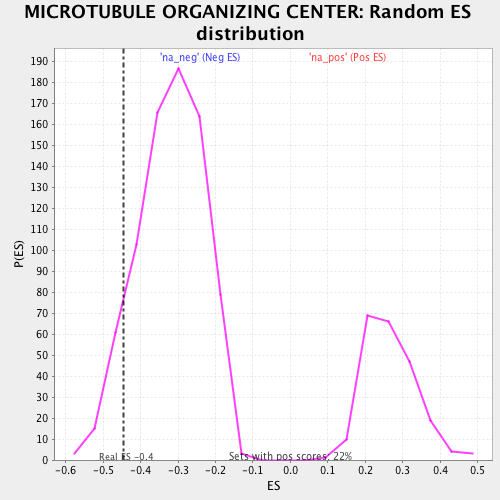 MICROTUBULE ORGANIZING CENTER: Random ES
distribution
'na_neg' (Neg ES) 'na_pos' (Pos ES)
190
180
170
160
150
140
130
120
110
100
90
80
70
60
50
40
30
20
10
0
P(ES)
Real ES -0.4 Sets with pos scores: 22%
-0.6 -0.5 -0.4 -0.3 -0.2 -0.1 0.0 0.1 0.2 0.3 0.4 0.5
ES